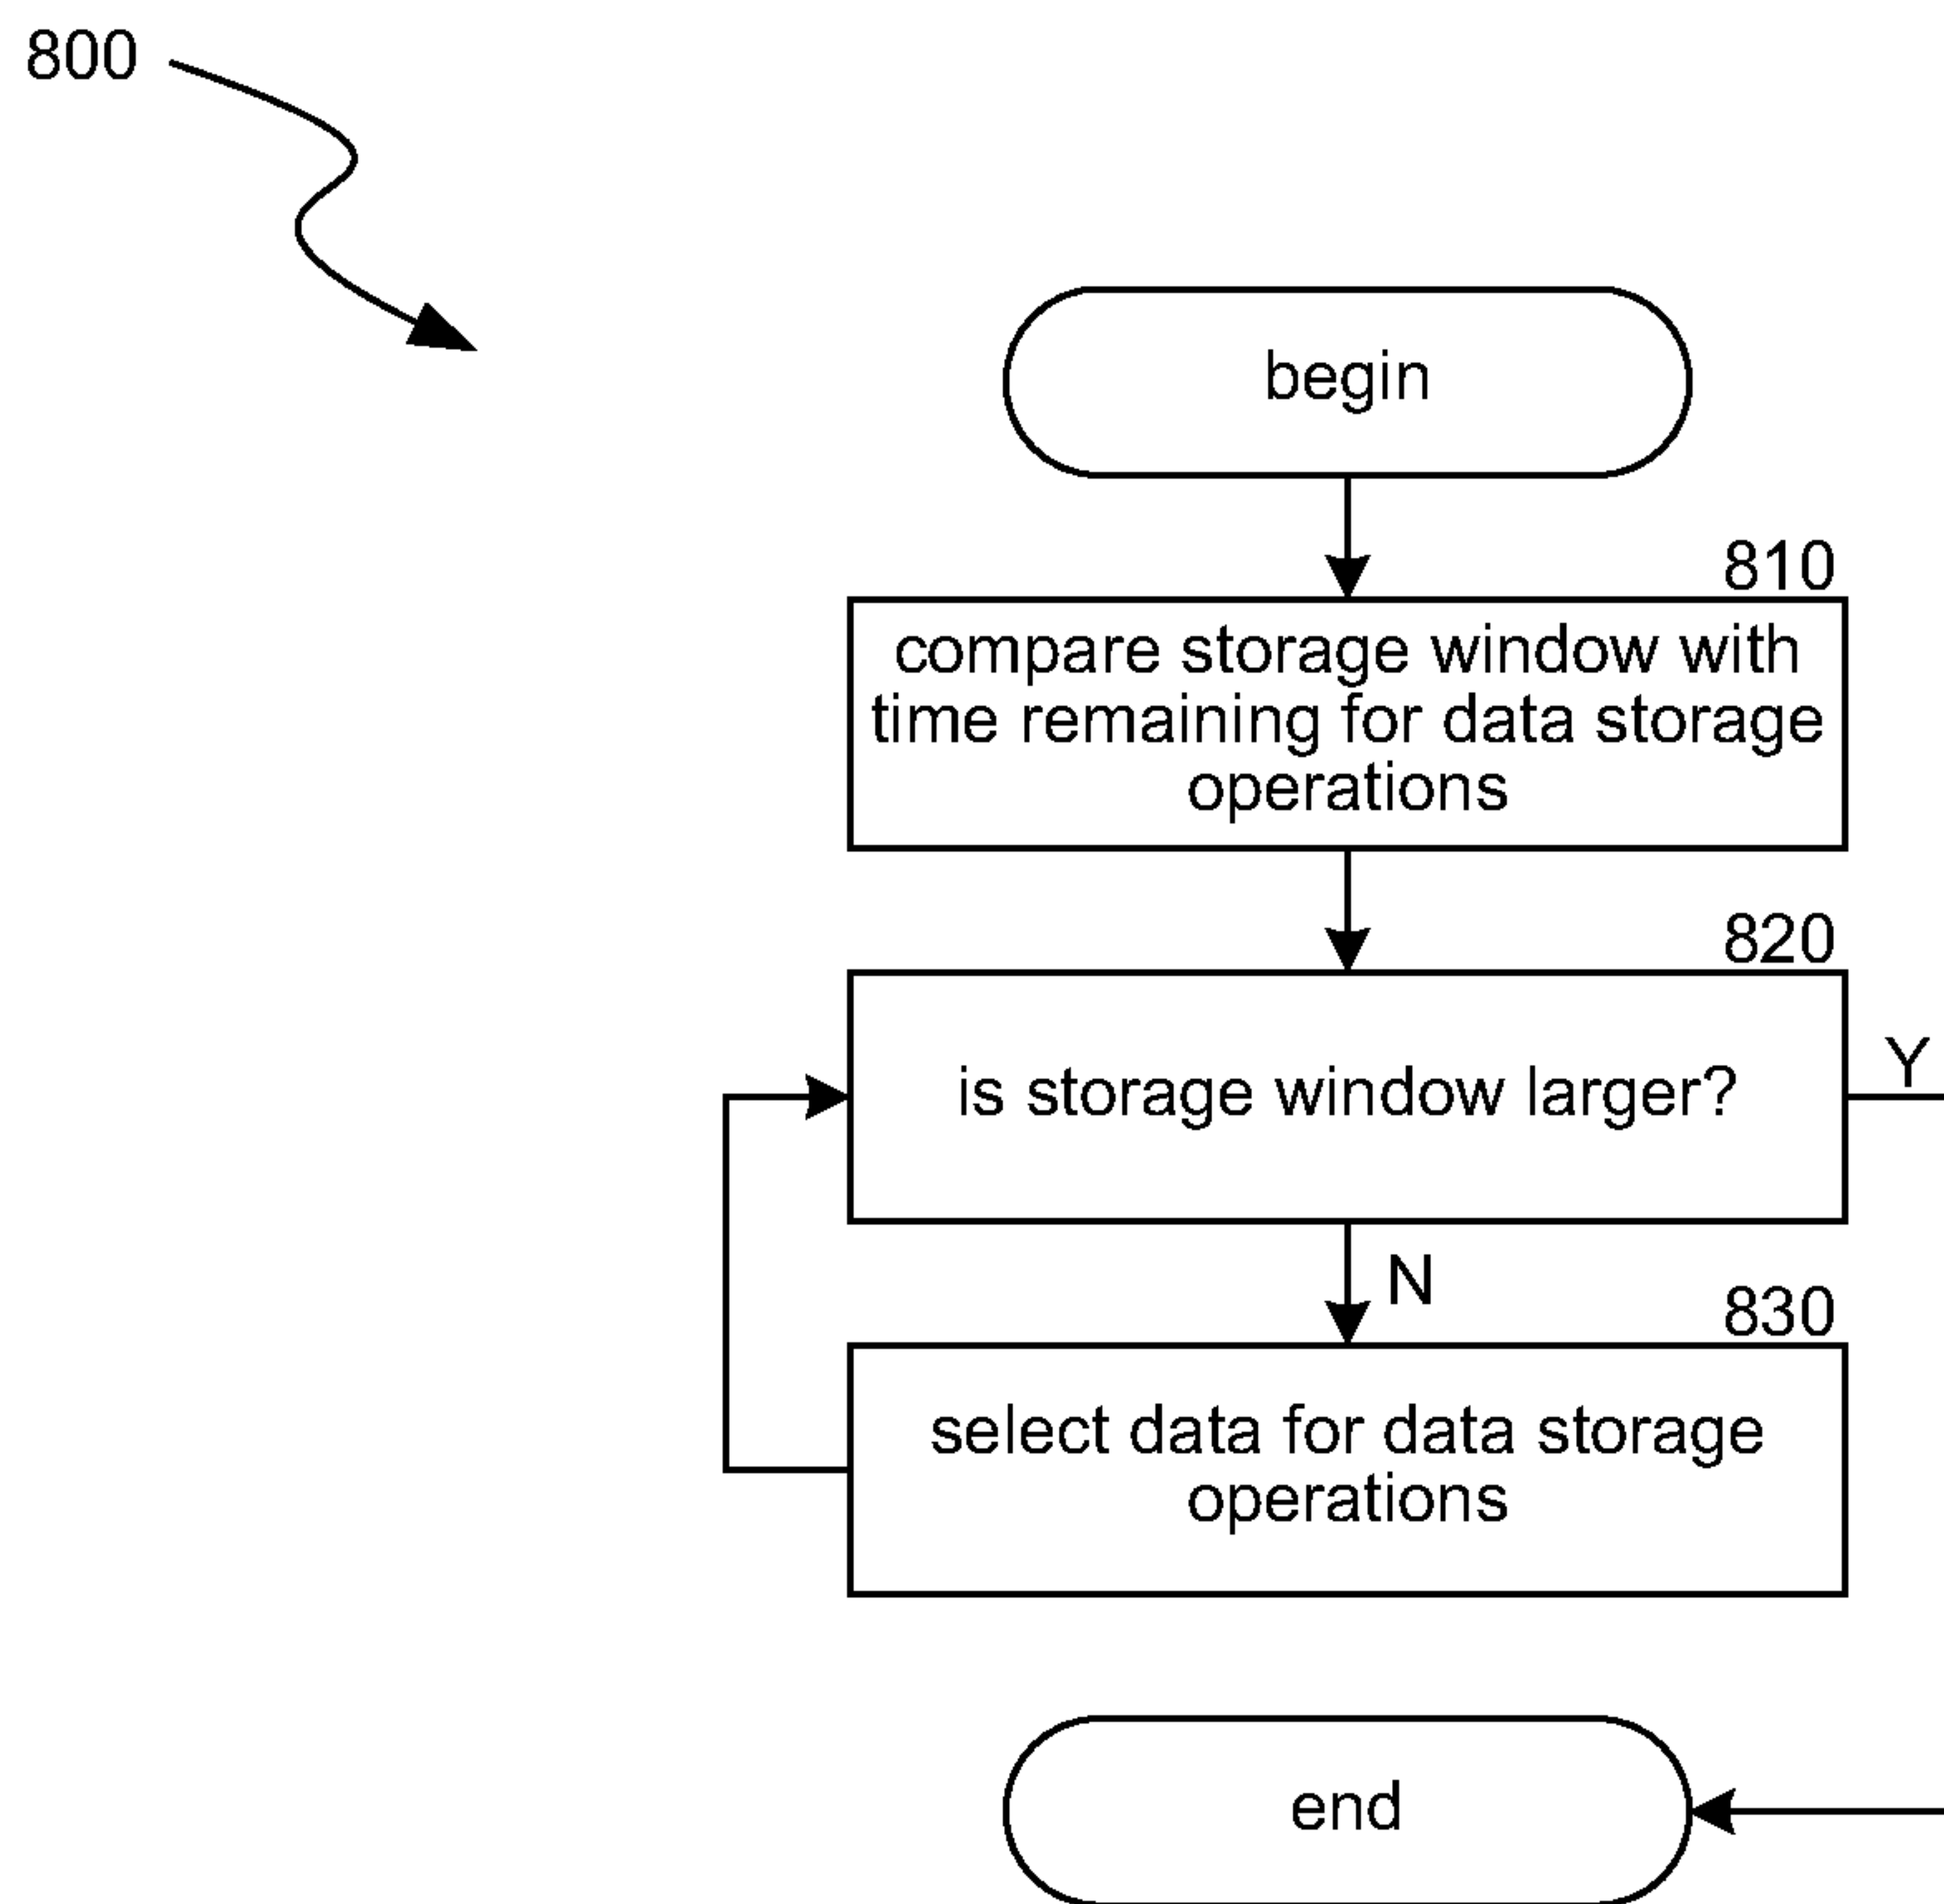 800
begin
810
compare storage window with
time remaining for data storage
operations
820
is storage window larger?
Y
N
830
select data for data storage
operations
end